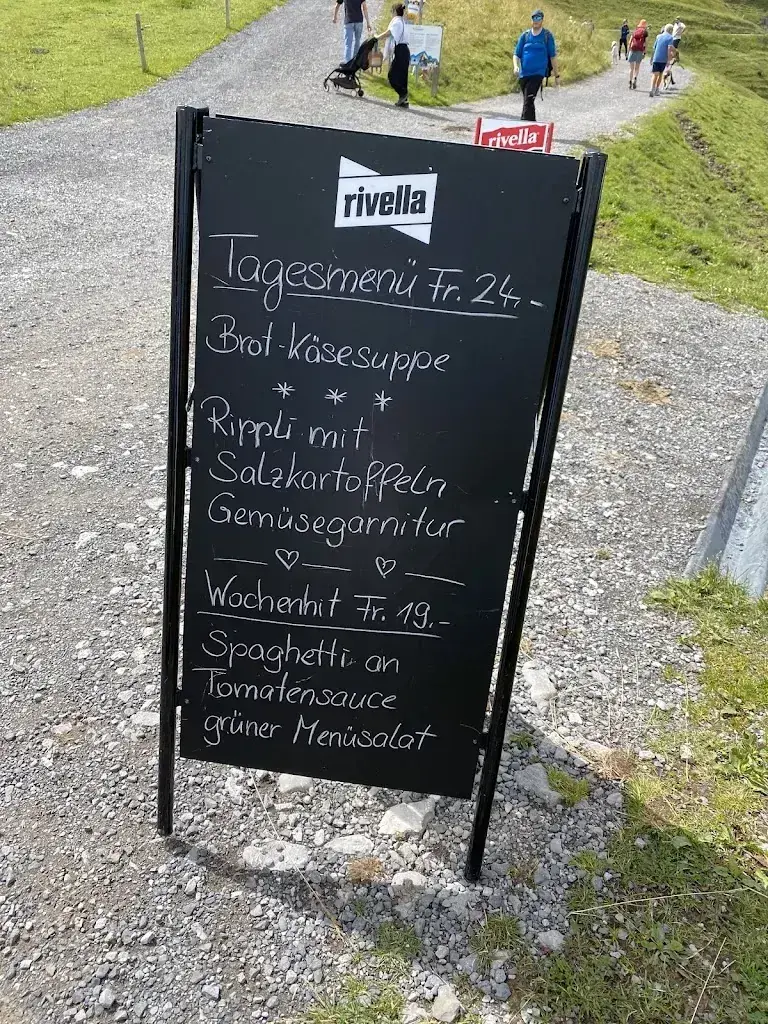 rivella
rivella
Tagesmenü Fr. 24.-
Brot-Käsesuppe
* * *
Rippli mit
Salzkartoffeln
Gemüsegarnitur
Wochenhit Fr. 19.-
Spaghetti an
Tomatensauce
grüner Menüsalat